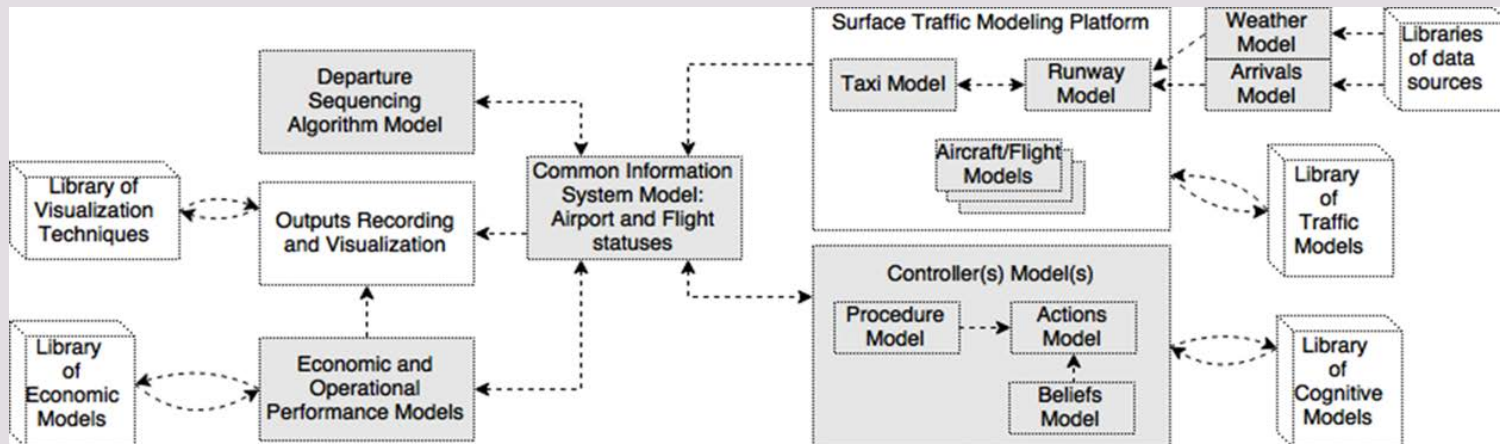 Departure
Sequencing
Algorithm Model
Library of
Visualization
Techniques
Outputs Recording
and Visualization
Library
of
Economic
Models
Economic and
Operational
Performance Models
Common Information
System Model:
Airport and Flight
statuses
Surface Traffic Modeling Platform
Taxi Model
Runway
Model
Aircraft/Flight
Models
Weather
Model
Arrivals
Model
Libraries
of data
sources
Library
of
Traffic
Models
Controller(s) Model(s)
Procedure
Model
Actions
Model
Beliefs
Model
Library
of
Cognitive
Models